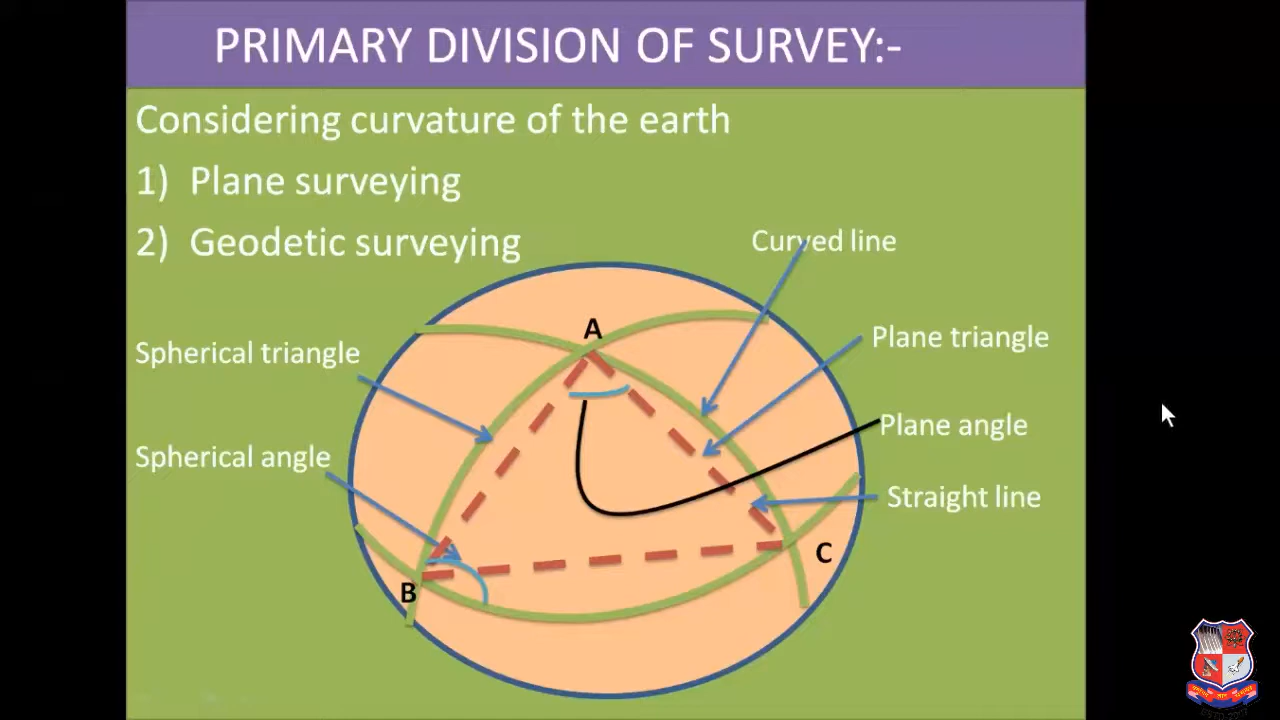 PRIMARY DIVISION OF SURVEY:-
Considering curvature of the earth
1) Plane surveying
2) Geodetic surveying
Curved line
A
Plane triangle
Spherical triangle
Plane angle
Spherical angle
Straight line
C
B